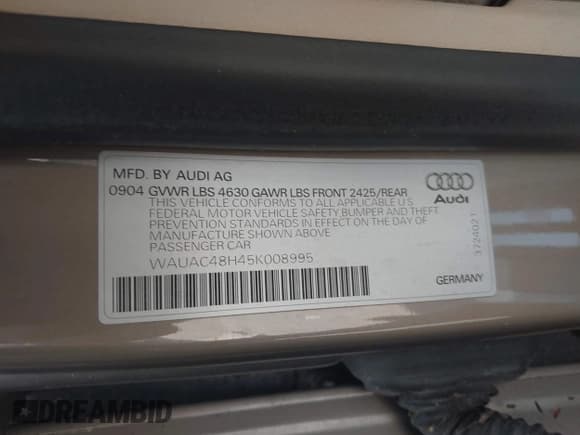 MFD. BY AUDI AG
0904 GVWR LBS 4630 GAWR LBS FRONT 2425/REAR
THIS VEHICLE CONFORMS TO ALL APPLICABLE U.S
FEDERAL MOTOR VEHICLE SAFETY,BUMPER AND THEFT
PREVENTION STANDARDS IN EFFECT ON THE DAY OF
MANUFACTURE SHOWN ABOVE
PASSENGER CAR
WAUAC48H45K008995
Audi
3724021
GERMANY
DREAMBID